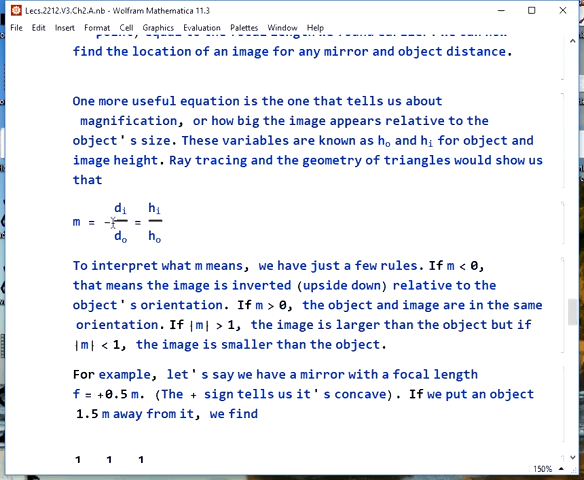 Lecs.2212.V3.Ch2.A.nb - Wolfram Mathematica 11.3
File Edit Insert Format Cell Graphics Evaluation Palettes Window Help
find the location of an image for any mirror and object distance.
One more useful equation is the one that tells us about
magnification, or how big the image appears relative to the
object's size. These variables are known as hₒ and hᵢ for object and
image height. Ray tracing and the geometry of triangles would show us
that
m = - dᵢ/dₒ = hᵢ/hₒ
To interpret what m means, we have just a few rules. If m < 0,
that means the image is inverted (upside down) relative to the
object's orientation. If m > 0, the object and image are in the same
orientation. If |m| > 1, the image is larger than the object but if
|m| < 1, the image is smaller than the object.
For example, let's say we have a mirror with a focal length
f = +0.5 m. (The + sign tells us it's concave). If we put an object
1.5 m away from it, we find
1 1 1
150%